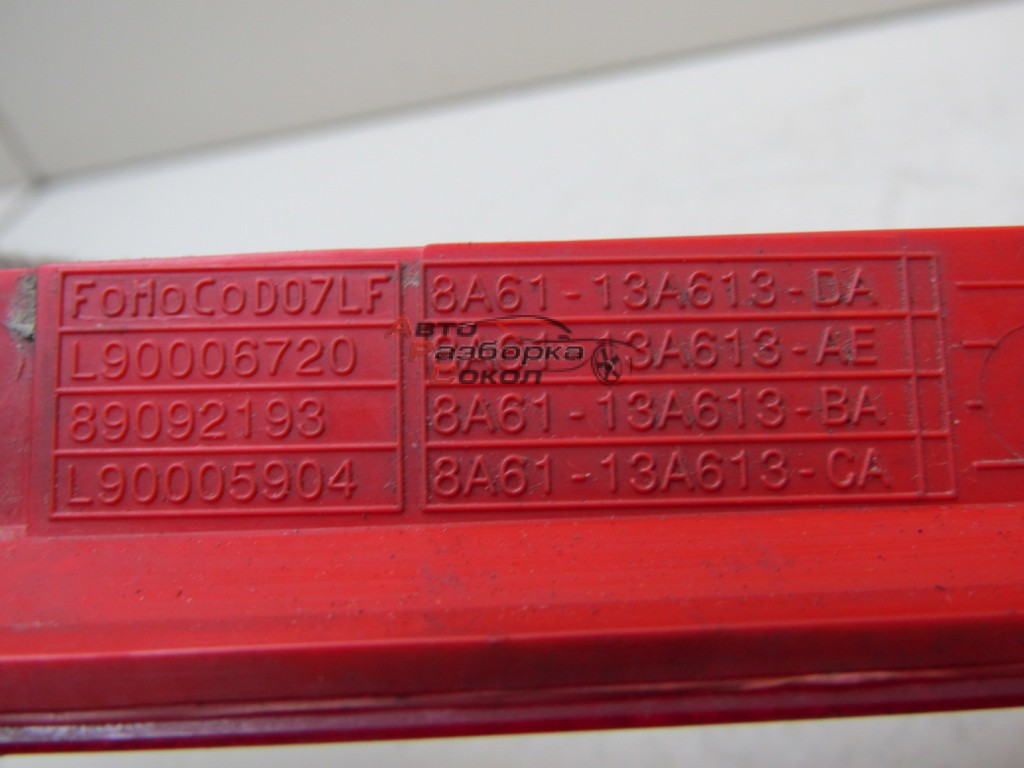 FoMoCoD07LF
L90006720
89092193
L90005904
8A61-13A613-DA
13A613-AE
8A61-13A613-BA
8A61-13A613-CA
Авто
Разборка
Сокол